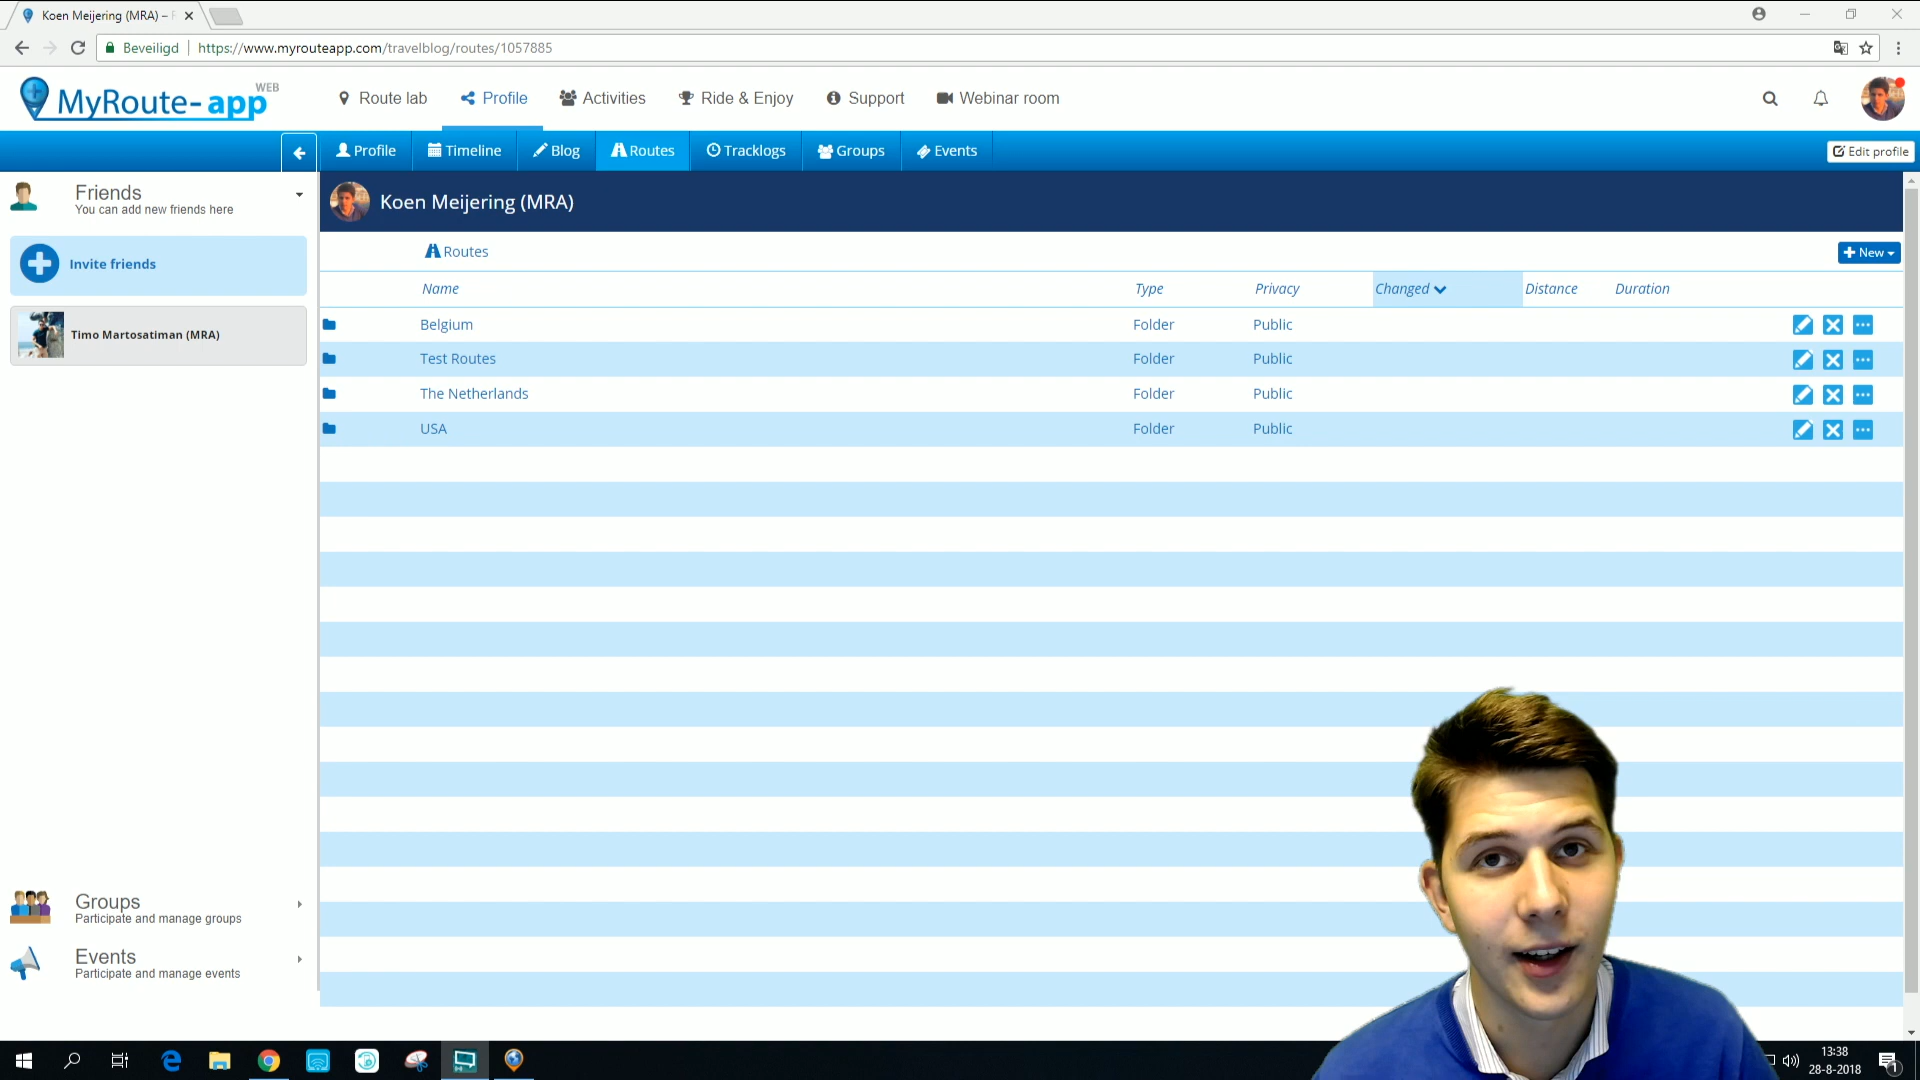 Koen Meijering (MRA) –
Beveiligd
https://www.myrouteapp.com/travelblog/routes/1057885
MyRoute-app WEB
Route lab
Profile
Activities
Ride & Enjoy
Support
Webinar room
Profile
Timeline
Blog
Routes
Tracklogs
Groups
Events
Edit profile
Friends
You can add new friends here
Invite friends
Timo Martosatiman (MRA)
Koen Meijering (MRA)
Routes
New
Name Type Privacy Changed Distance Duration
Belgium Folder Public
Test Routes Folder Public
The Netherlands Folder Public
USA Folder Public
Groups
Participate and manage groups
Events
Participate and manage events
13:38
28-8-2018
1